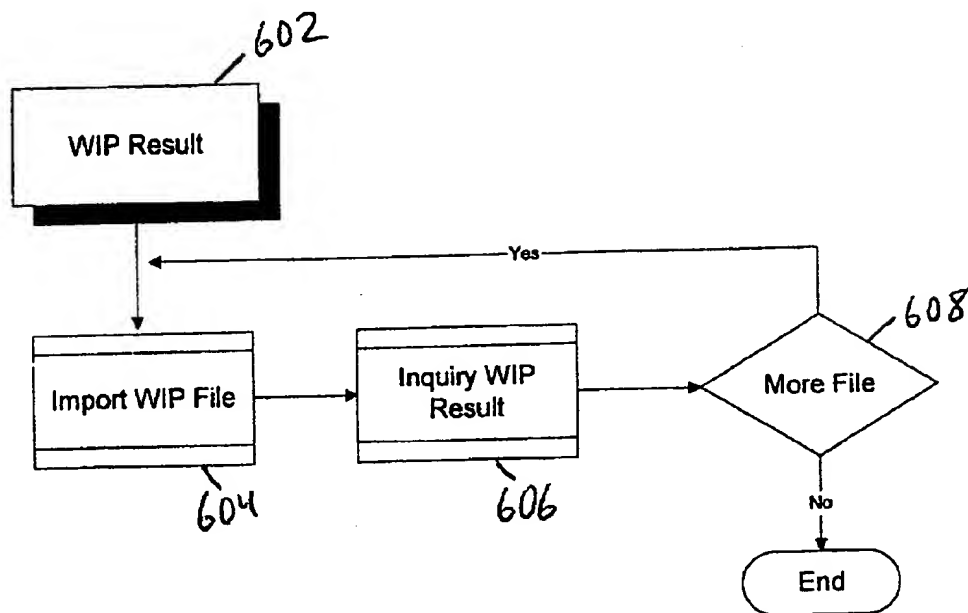 602
WIP Result
Yes
608
Import WIP File
Inquiry WIP
Result
More File
604
606
No
End